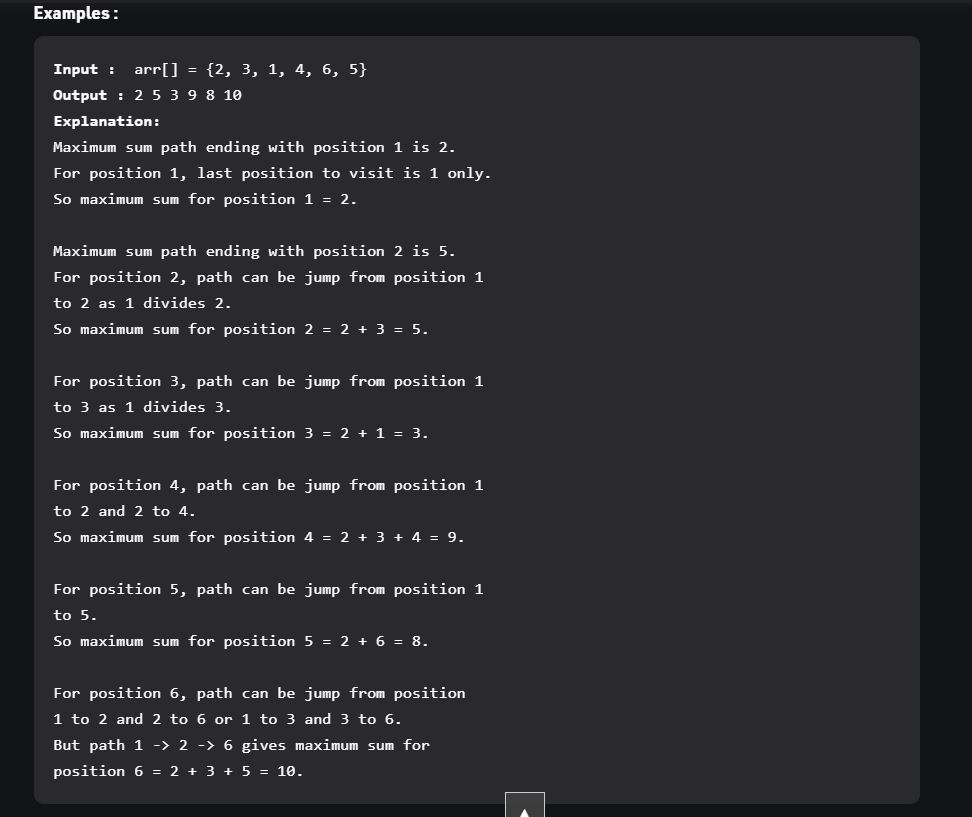 Examples:
Input :  arr[] = {2, 3, 1, 4, 6, 5}
Output : 2 5 3 9 8 10
Explanation:
Maximum sum path ending with position 1 is 2.
For position 1, last position to visit is 1 only.
So maximum sum for position 1 = 2.
Maximum sum path ending with position 2 is 5.
For position 2, path can be jump from position 1
to 2 as 1 divides 2.
So maximum sum for position 2 = 2 + 3 = 5.
For position 3, path can be jump from position 1
to 3 as 1 divides 3.
So maximum sum for position 3 = 2 + 1 = 3.
For position 4, path can be jump from position 1
to 2 and 2 to 4.
So maximum sum for position 4 = 2 + 3 + 4 = 9.
For position 5, path can be jump from position 1
to 5.
So maximum sum for position 5 = 2 + 6 = 8.
For position 6, path can be jump from position
1 to 2 and 2 to 6 or 1 to 3 and 3 to 6.
But path 1 -> 2 -> 6 gives maximum sum for
position 6 = 2 + 3 + 5 = 10.